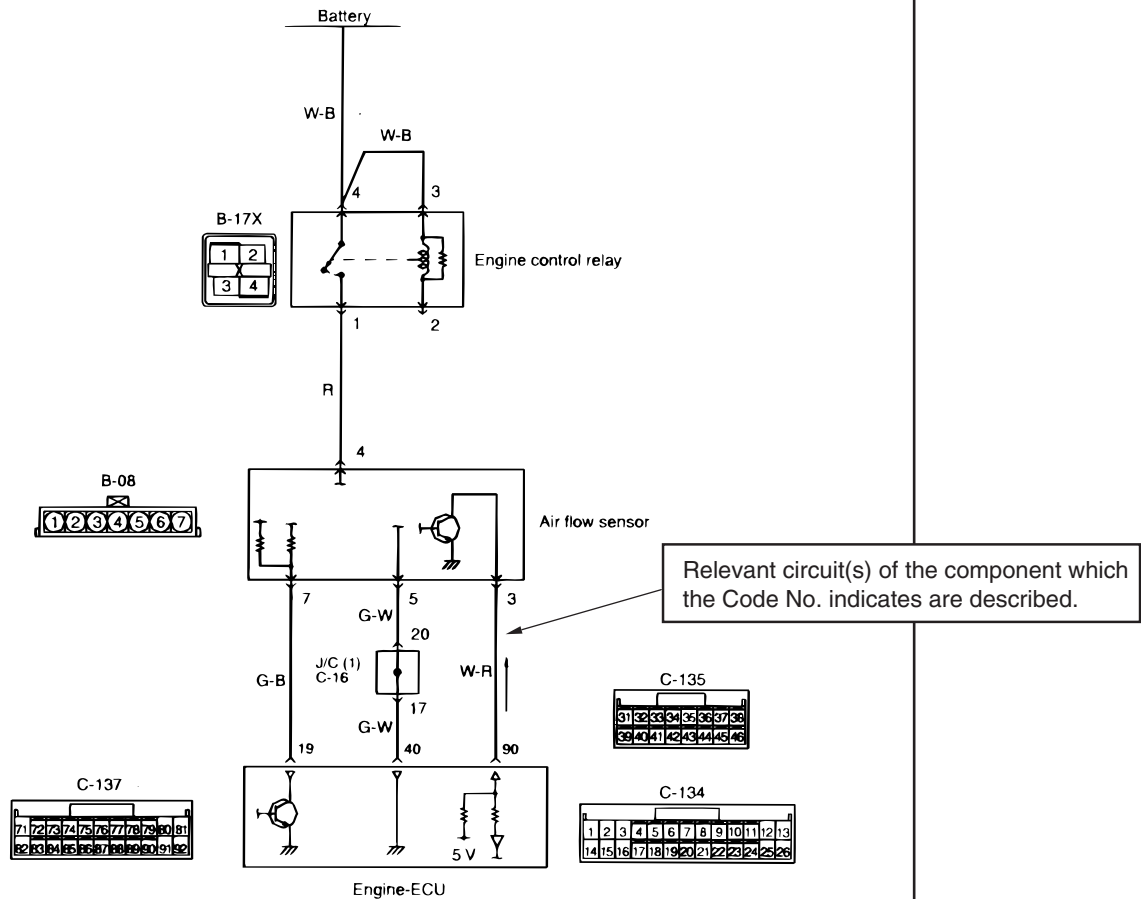 Battery
W-B
W-B
4
3
B-17X
1 2
3 4
Engine control relay
1
2
R
4
B-08
1 2 3 4 5 6 7
Air flow sensor
Relevant circuit(s) of the component which
the Code No. indicates are described.
7
5
3
G-W
20
J/C (1)
C-16
G-B
W-R
17
G-W
C-135
31 32 33 34 35 36 37 38
39 40 41 42 43 44 45 46
19
40
90
C-137
71 72 73 74 75 76 77 78 79 80 81
82 83 84 85 86 87 88 89 90 91 92
C-134
1 2 3 4 5 6 7 8 9 10 11 12 13
14 15 16 17 18 19 20 21 22 23 24 25 26
5 V
Engine-ECU